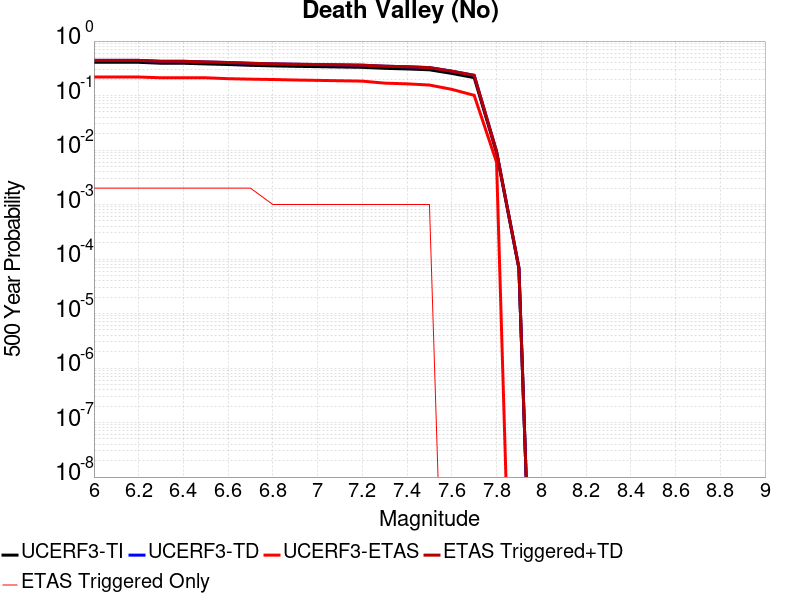 Death Valley (No)
500 Year Probability
10^0
10^-1
10^-2
10^-3
10^-4
10^-5
10^-6
10^-7
10^-8
6 6.2 6.4 6.6 6.8 7 7.2 7.4 7.6 7.8 8 8.2 8.4 8.6 8.8 9
Magnitude
UCERF3-TI UCERF3-TD UCERF3-ETAS ETAS Triggered+TD
ETAS Triggered Only